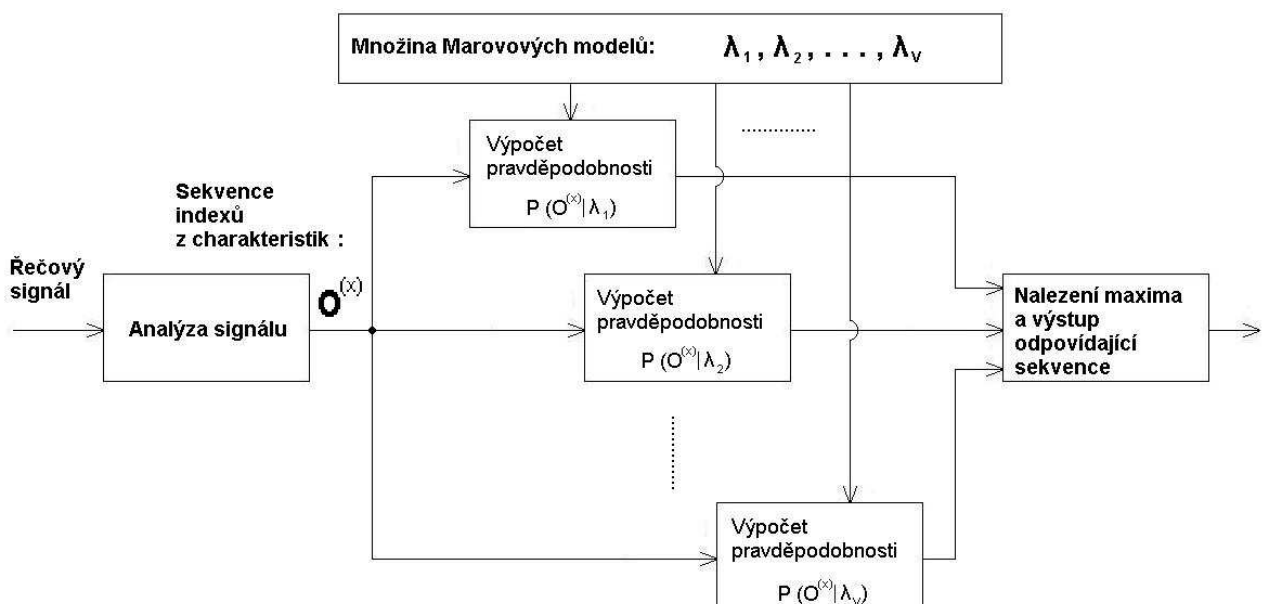 Množina Marovových modelů: λ₁, λ₂, . . . , λᵥ
Výpočet
pravděpodobnosti
P (O⁽ˣ⁾| λ₁)
Sekvence
indexů
z charakteristik :
O⁽ˣ⁾
Řečový
signál
Analýza signálu
Výpočet
pravděpodobnosti
P (O⁽ˣ⁾| λ₂)
Nalezení maxima
a výstup
odpovídající
sekvence
Výpočet
pravděpodobnosti
P (O⁽ˣ⁾| λᵥ)